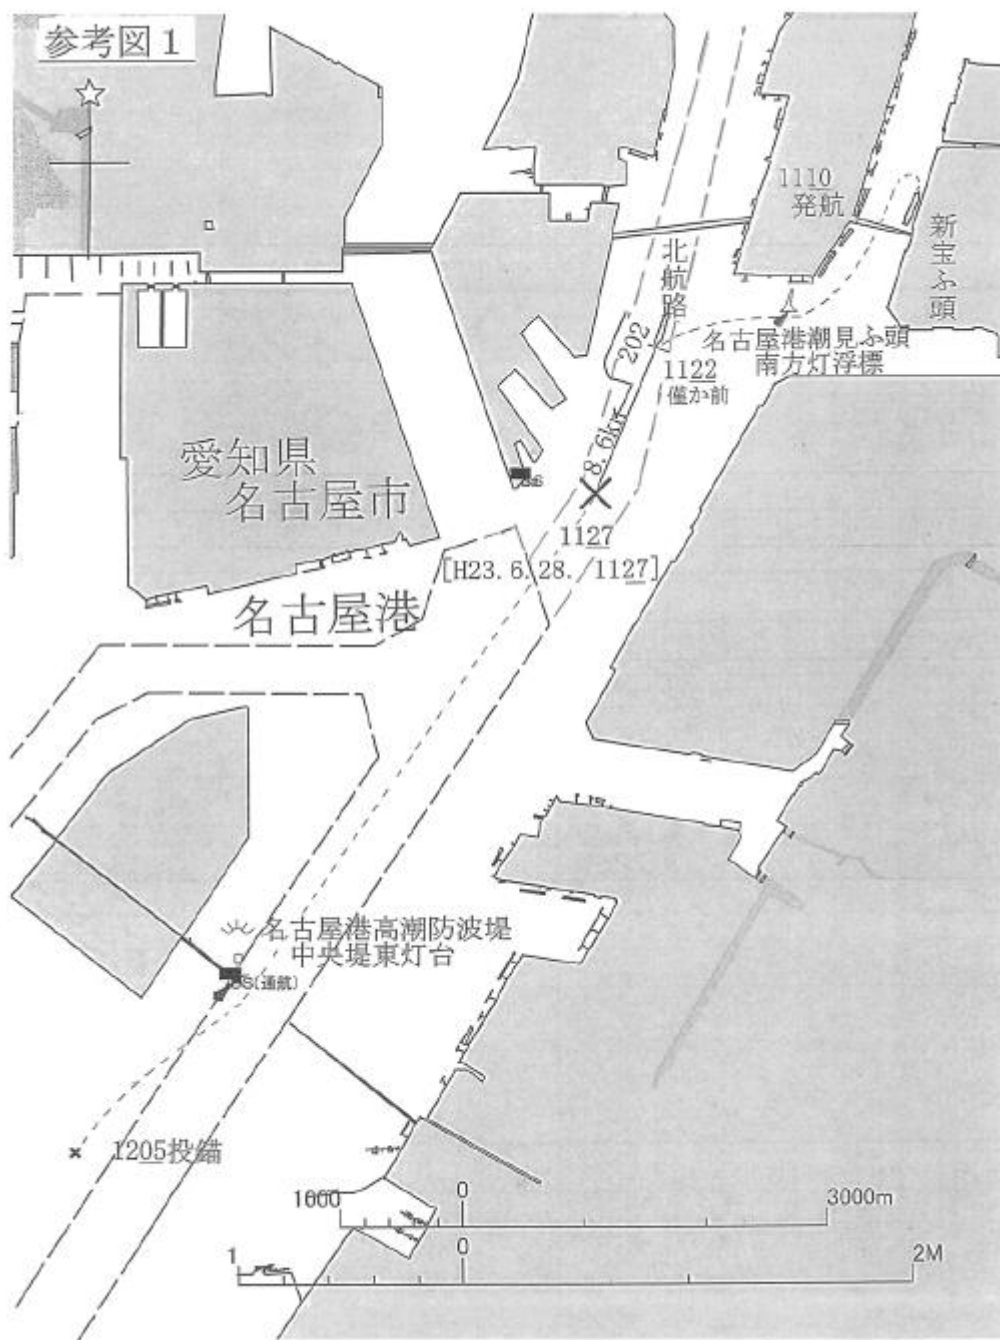 参考図1
1110
発航
新宝ふ頭
北航路
202
名古屋港潮見ふ頭
南方灯浮標
1122
僅か前
8.6kn
愛知県
名古屋市
1127
[H23.6.28. 1127]
名古屋港
名古屋港高潮防波堤
中央堤東灯台
SS(通航)
1205投錨
1000
0
3000m
1
0
2M